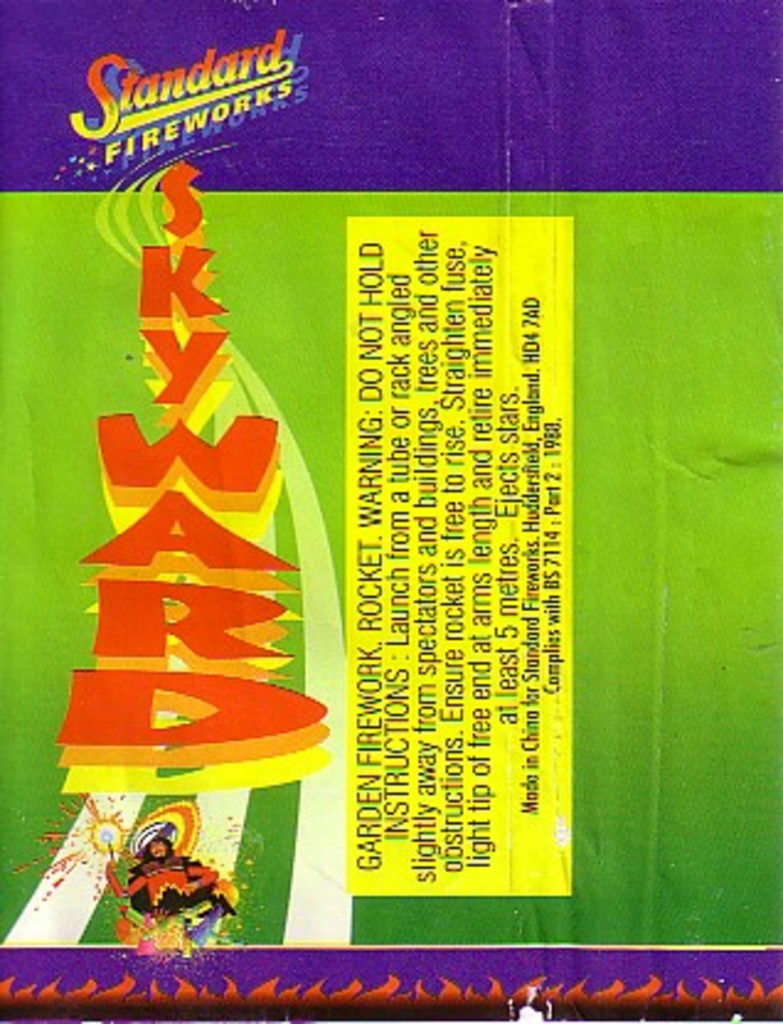 Standard
FIREWORKS
SKYWARD
GARDEN FIREWORK. ROCKET. WARNING: DO NOT HOLD
INSTRUCTIONS : Launch from a tube or rack angled
slightly away from spectators and buildings, trees and other
obstructions. Ensure rocket is free to rise. Straighten fuse,
light tip of free end at arms length and retire immediately
at least 5 metres. Ejects stars.
Made in China for Standard Fireworks. Huddersfield, England. HD4 7AD
Complies with BS 7114 : Part 2 : 1988.